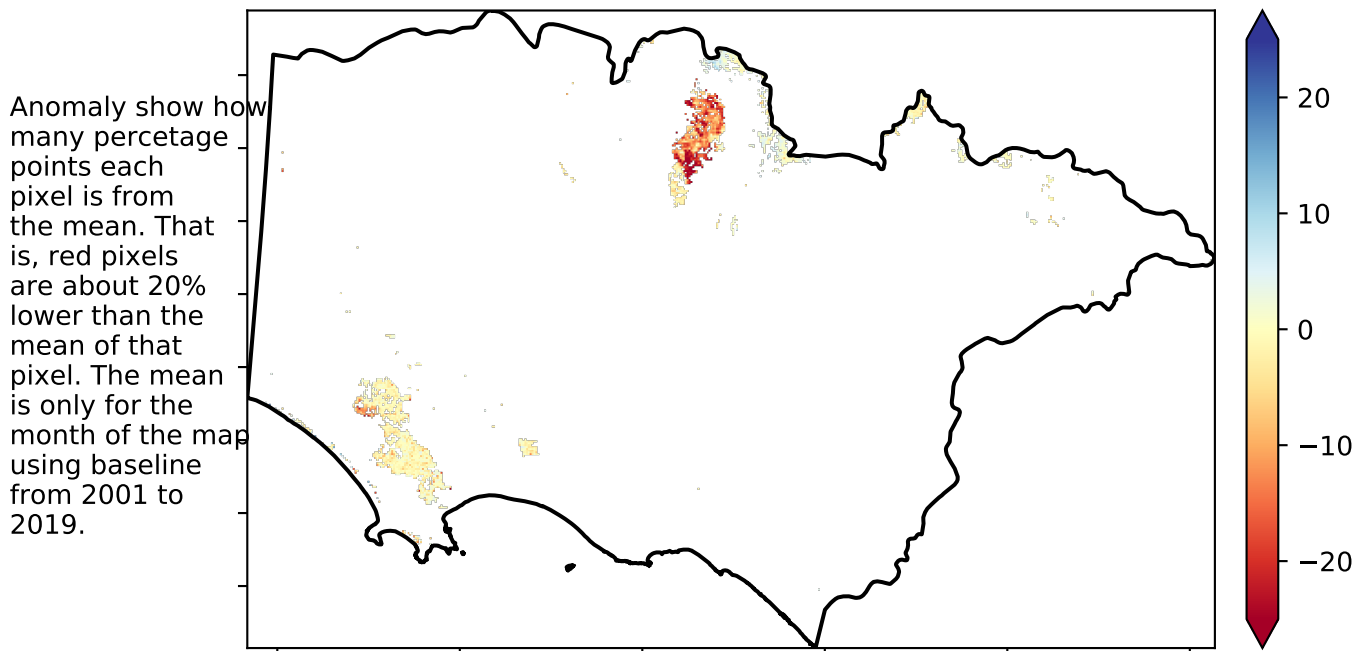 Anomaly show how
many percetage
points each
pixel is from
the mean. That
is, red pixels
are about 20%
lower than the
mean of that
pixel. The mean
is only for the
month of the map
using baseline
from 2001 to
2019.
20
10
0
−10
−20